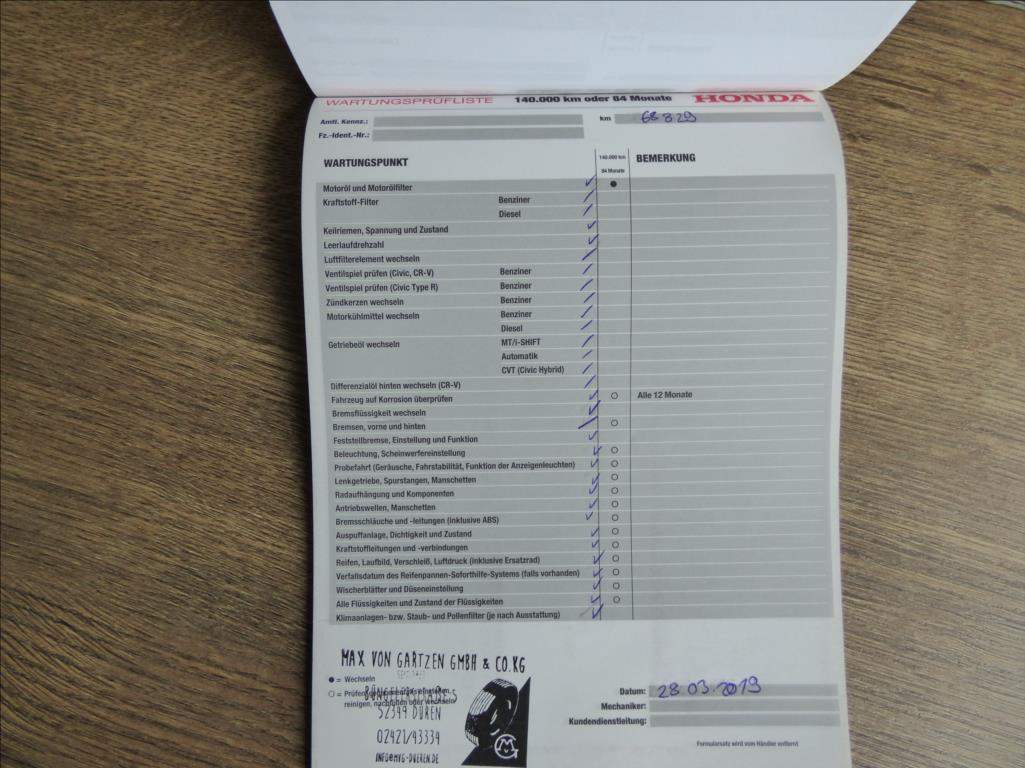 WARTUNGSPRÜFLISTE 140.000 km oder 84 Monate HONDA
Amtl. Kennz.: km 68829
Fz.-Ident.-Nr.:
WARTUNGSPUNKT 140.000 km 84 Monate BEMERKUNG
Motoröl und Motorölfilter
Kraftstoff-Filter Benziner
Diesel
Keilriemen, Spannung und Zustand
Leerlaufdrehzahl
Luftfilterelement wechseln
Ventilspiel prüfen (Civic, CR-V) Benziner
Ventilspiel prüfen (Civic Type R) Benziner
Zündkerzen wechseln Benziner
Motorkühlmittel wechseln Benziner
Diesel
Getriebeöl wechseln MT/i-SHIFT
Automatik
CVT (Civic Hybrid)
Differenzialöl hinten wechseln (CR-V)
Fahrzeug auf Korrosion überprüfen Alle 12 Monate
Bremsflüssigkeit wechseln
Bremsen, vorne und hinten
Feststellbremse, Einstellung und Funktion
Beleuchtung, Scheinwerfereinstellung
Probefahrt (Geräusche, Fahrstabilität, Funktion der Anzeigenleuchten)
Lenkgetriebe, Spurstangen, Manschetten
Radaufhängung und Komponenten
Antriebswellen, Manschetten
Bremsschläuche und -leitungen (inklusive ABS)
Auspuffanlage, Dichtigkeit und Zustand
Kraftstoffleitungen und -verbindungen
Reifen, Laufbild, Verschleiß, Luftdruck (inklusive Ersatzrad)
Verfallsdatum des Reifenpannen-Soforthilfe-Systems (falls vorhanden)
Wischerblätter und Düseneinstellung
Alle Flüssigkeiten und Zustand der Flüssigkeiten
Klimaanlagen- bzw. Staub- und Pollenfilter (je nach Ausstattung)
MAX VON GARTZEN GMBH & CO.KG
= Wechseln
= Prüfen
reinigen, nachfüllen oder wechseln
52349 DÜREN
02421/43334
INFO@MVG-DUEREN.DE
Datum: 28.03.2019
Mechaniker:
Kundendienstleitung:
Formularsatz wird vom Händler entfernt